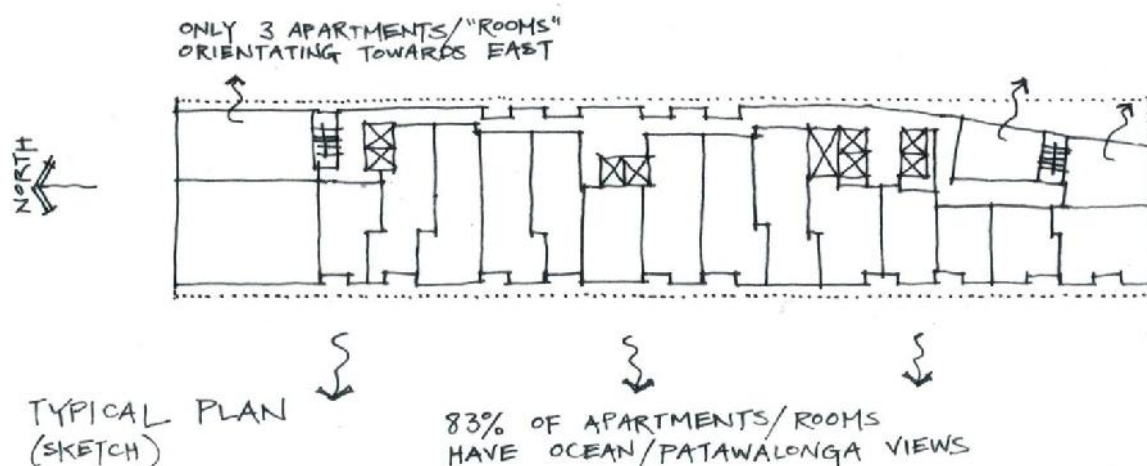 ONLY 3 APARTMENTS/"ROOMS"
ORIENTATING TOWARDS EAST
NORTH
TYPICAL PLAN
(SKETCH)
83% OF APARTMENTS/ROOMS
HAVE OCEAN/PATAWALONGA VIEWS